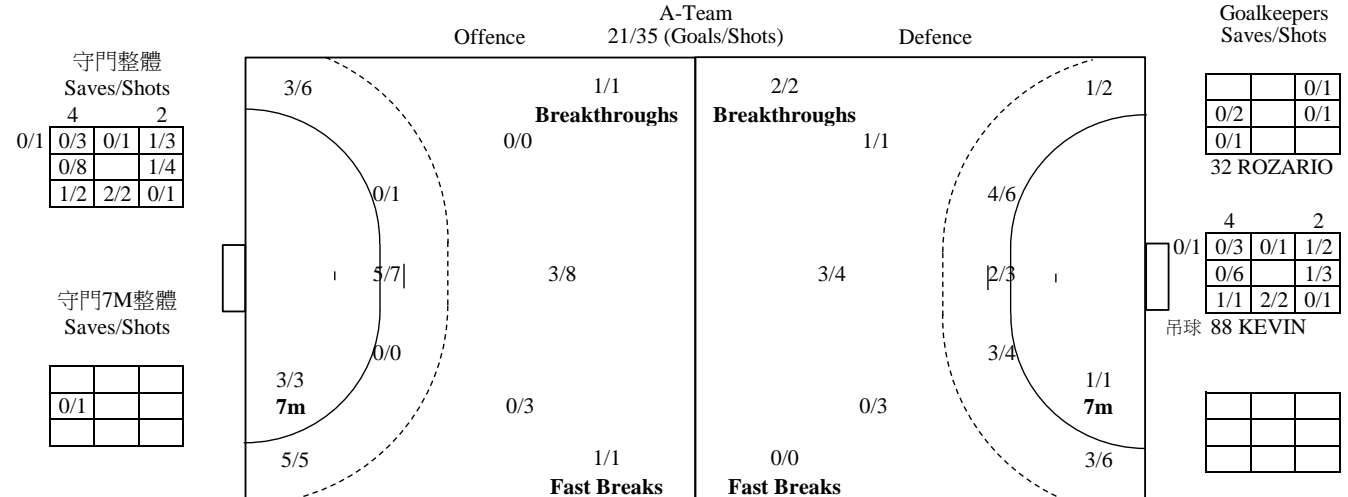 A-Team
Offence 21/35 (Goals/Shots) Defence
Goalkeepers
Saves/Shots
守門整體
Saves/Shots
4 2
0/1 0/3 0/1 1/3
0/8 1/4
1/2 2/2 0/1
守門7M整體
Saves/Shots
0/1
3/6 1/1
Breakthroughs
0/0
0/1
5/7 3/8
0/0
3/3
7m 0/3
5/5 1/1
Fast Breaks
2/2 1/2
Breakthroughs
1/1
4/6
3/4 2/3
3/4
1/1
0/3 7m
0/0 3/6
Fast Breaks
0/1
0/2 0/1
0/1
32 ROZARIO
4 2
0/1 0/3 0/1 1/2
0/6 1/3
1/1 2/2 0/1
吊球 88 KEVIN